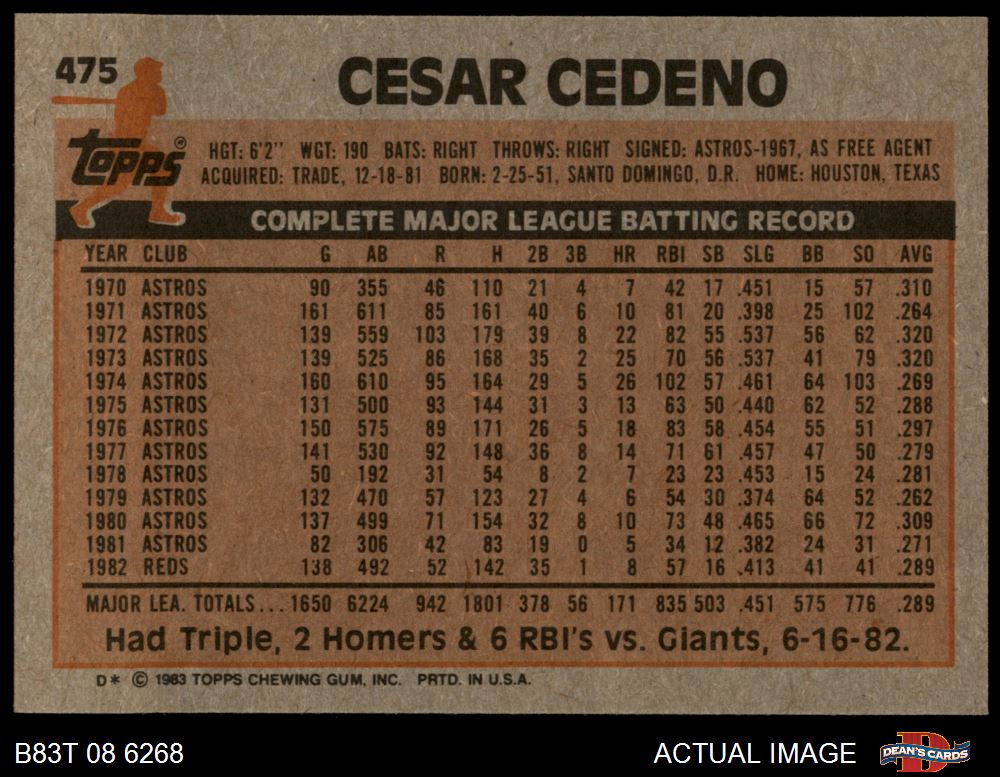 475
CESAR CEDENO
TOPPS ®
HGT: 6'2" WGT: 190 BATS: RIGHT THROWS: RIGHT SIGNED: ASTROS-1967, AS FREE AGENT
ACQUIRED: TRADE, 12-18-81 BORN: 2-25-51, SANTO DOMINGO, D.R. HOME: HOUSTON, TEXAS
COMPLETE MAJOR LEAGUE BATTING RECORD
YEAR CLUB G AB R H 2B 3B HR RBI SB SLG BB SO AVG
1970 ASTROS 90 355 46 110 21 4 7 42 17 .451 15 57 .310
1971 ASTROS 161 611 85 161 40 6 10 81 20 .398 25 102 .264
1972 ASTROS 139 559 103 179 39 8 22 82 55 .537 56 62 .320
1973 ASTROS 139 525 86 168 35 2 25 70 56 .537 41 79 .320
1974 ASTROS 160 610 95 164 29 5 26 102 57 .461 64 103 .269
1975 ASTROS 131 500 93 144 31 3 13 63 50 .440 62 52 .288
1976 ASTROS 150 575 89 171 26 5 18 83 58 .454 55 51 .297
1977 ASTROS 141 530 92 148 36 8 14 71 61 .457 47 50 .279
1978 ASTROS 50 192 31 54 8 2 7 23 23 .453 15 24 .281
1979 ASTROS 132 470 57 123 27 4 6 54 30 .374 64 52 .262
1980 ASTROS 137 499 71 154 32 8 10 73 48 .465 66 72 .309
1981 ASTROS 82 306 42 83 19 0 5 34 12 .382 24 31 .271
1982 REDS 138 492 52 142 35 1 8 57 16 .413 41 41 .289
MAJOR LEA. TOTALS... 1650 6224 942 1801 378 56 171 835 503 .451 575 776 .289
Had Triple, 2 Homers & 6 RBI's vs. Giants, 6-16-82.
D* © 1983 TOPPS CHEWING GUM, INC. PRTD. IN U.S.A.
B83T 08 6268 ACTUAL IMAGE DEAN'S CARDS